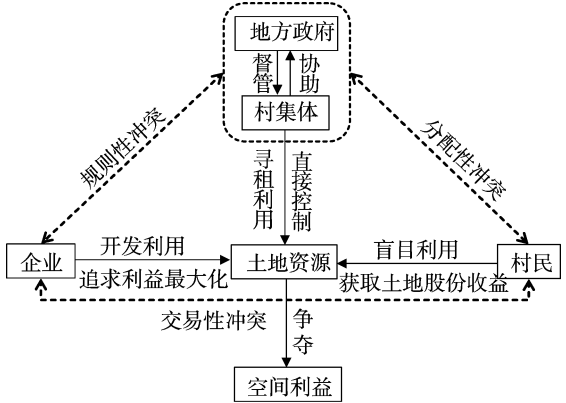 地方政府
督管
协助
村集体
规则性冲突
分配性冲突
寻租利用
直接控制
企业
开发利用
追求利益最大化
土地资源
盲目利用
获取土地股份收益
村民
交易性冲突
争夺
空间利益